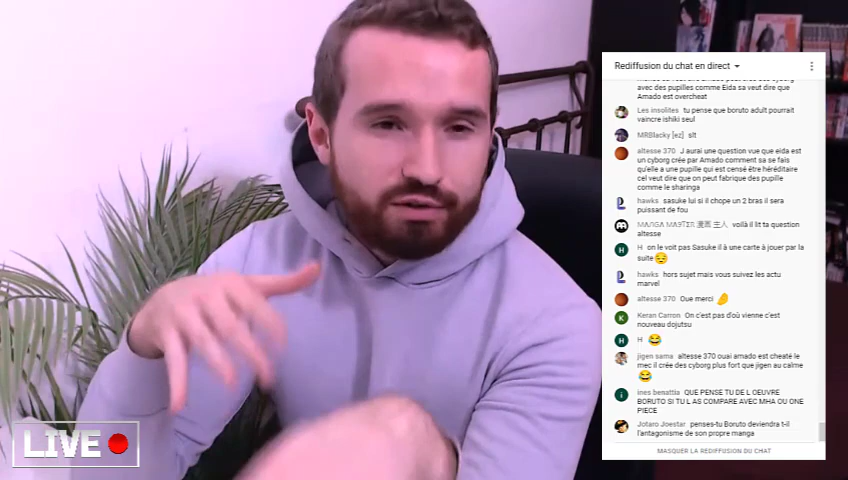 Rediffusion du chat en direct
avec des pupilles comme Eida sa veut dire que
Amado est overcheat
Les insolites tu pense que boruto adult pourrait
vaincre ishiki seul
MRBlacky [ez] slt
altesse 370 J aurai une question vue que eida est
un cyborg crée par Amado comment sa se fais
qu'elle a une pupille qui est censé être héréditaire
cel veut dire que on peut fabrique des pupille
comme le sharinga
hawks sasuke lui si il chope un 2 bras il sera
puissant de fou
voilà il lit ta question
altesse
H on le voit pas Sasuke il à une carte à jouer par la
suite😔
hawks hors sujet mais vous suivez les actu
marvel
altesse 370 Oue merci
Keran Carron On c'est pas d'où vienne c'est
nouveau dojutsu
H 😂
jigen sama altesse 370 ouai amado est cheaté le
mec il crée des cyborg plus fort que jigen au calme
😂
ines benattia QUE PENSE TU DE L OEUVRE
BORUTO SI TU L AS COMPARE AVEC MHA OU ONE
PIECE
Jotaro Joestar penses-tu Boruto deviendra t-il
l'antagonisme de son propre manga
MASQUER LA REDIFFUSION DU CHAT
LIVE